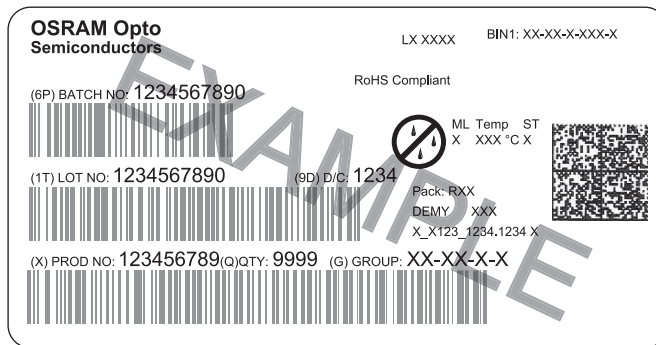 OSRAM Opto
Semiconductors
LX XXXX
BIN1: XX-XX-X-XXX-X
RoHS Compliant
(6P) BATCH NO: 1234567890
ML Temp ST
X XXX °C X
(1T) LOT NO: 1234567890 (9D) D/C: 1234
Pack: RXX
DEMY XXX
X_X123_1234.1234 X
(X) PROD NO: 123456789(Q)QTY: 9999 (G) GROUP: XX-XX-X-X
EXAMPLE